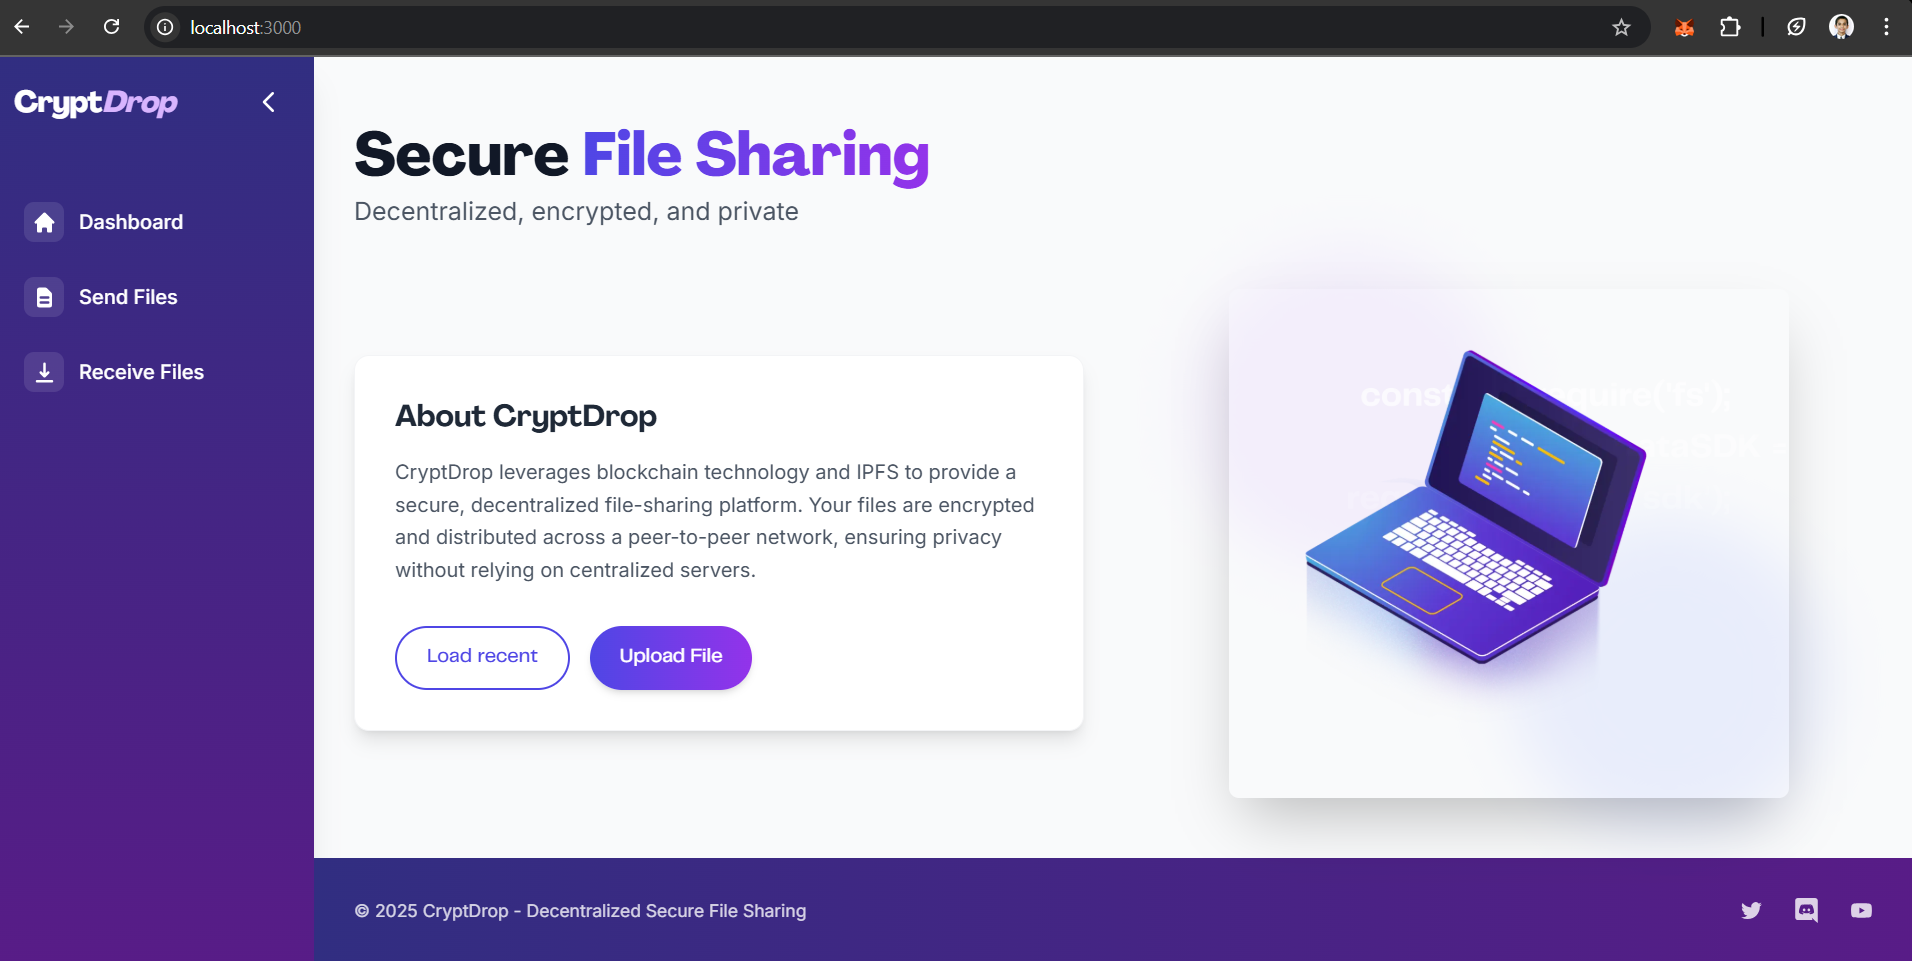 localhost:3000
CryptDrop
Dashboard
Send Files
Receive Files
Secure File Sharing
Decentralized, encrypted, and private
About CryptDrop
CryptDrop leverages blockchain technology and IPFS to provide a
secure, decentralized file-sharing platform. Your files are encrypted
and distributed across a peer-to-peer network, ensuring privacy
without relying on centralized servers.
Load recent
Upload File
const
('fs');
© 2025 CryptDrop - Decentralized Secure File Sharing